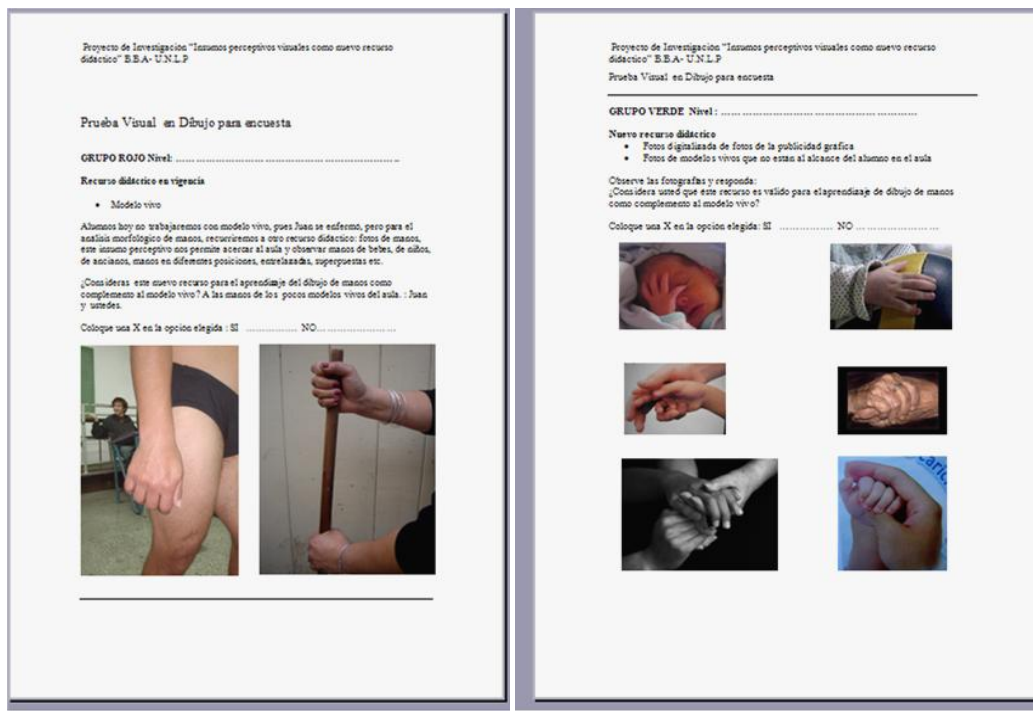 Proyecto de Investigación "Insumos perceptivos visuales como nuevo recurso
didáctico" B.B.A- U.N.L.P
Prueba Visual en Dibujo para encuesta
GRUPO ROJO Nivel: ………………………………………………………..
Recurso didáctico en vigencia
• Modelo vivo
Alumnos hoy no trabajaremos con modelo vivo, pues Juan se enfermó, pero para el
analisis morfológico de manos, recurriremos a otro recurso didáctico: fotos de manos,
este insumo perceptivo nos permite acercar al aula y observar manos de bebes, de niños,
de ancianos, manos en diferentes posiciones, entrelazadas, superpuestas etc.
¿Consideras este nuevo recurso para el aprendizaje del dibujo de manos como
complemento al modelo vivo? A las manos de los pocos modelos vivos del aula. : Juan
y ustedes.
Coloque una X en la opción elegida : SI ……………. NO……………………
Proyecto de Investigación "Insumos perceptivos visuales como nuevo recurso
didáctico" B.B.A- U.N.L.P
Prueba Visual en Dibujo para encuesta
GRUPO VERDE Nivel : …………………………………………………
Nuevo recurso didáctico
• Fotos digitalizada de fotos de la publicidad grafica
• Fotos de modelos vivos que no estan al alcance del alumno en el aula
Observe las fotografías y responda:
¿Considera usted que éste recurso es valido para el aprendizaje de dibujo de manos
como complemento al modelo vivo?
Coloque una X en la opción elegida: SI ……………. NO ……………………
caric